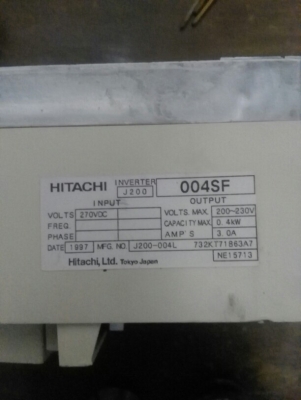 HITACHI INVERTER J200 004SF
INPUT OUTPUT
VOLTS 270VDC VOLTS. MAX. 200~230V
FREQ. CAPACITY MAX. 0.4kW
PHASE AMP'S 3.0A
DATE 1997 MFG. NO. J200-004L 732KT71863A7
Hitachi, Ltd. Tokyo Japan NE15713